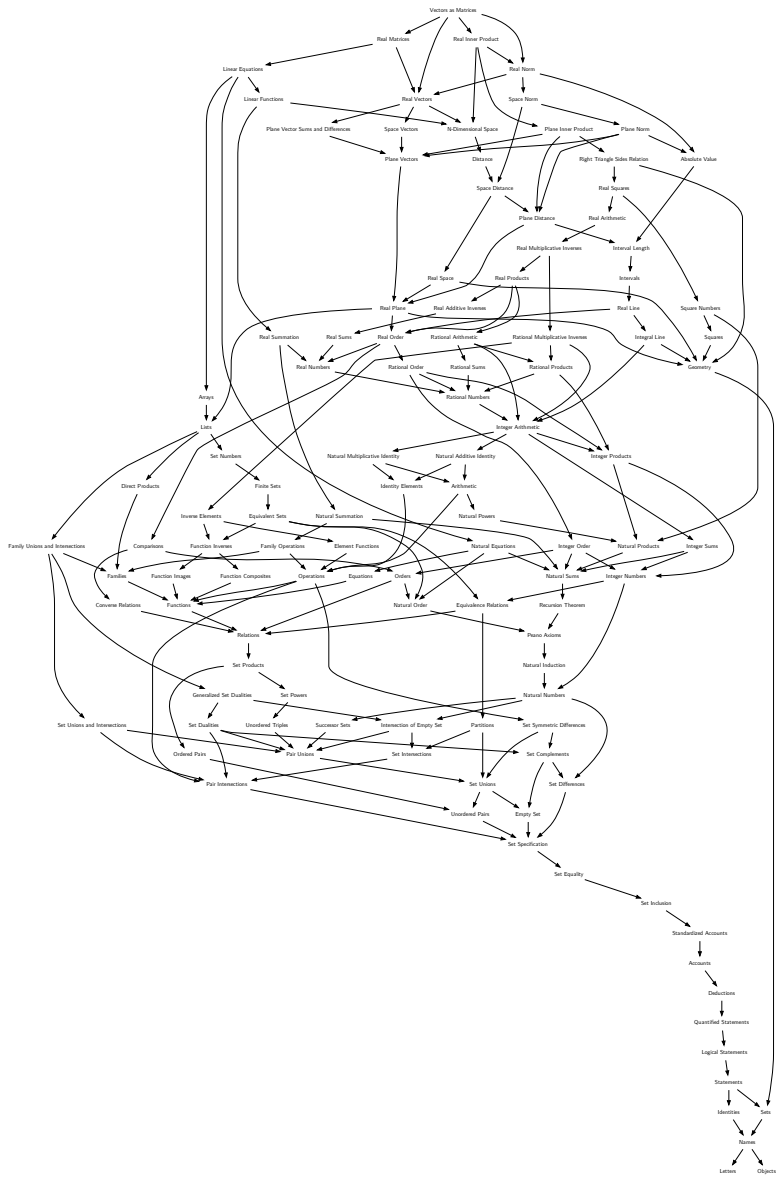 Vectors as Matrices
Real Matrices
Real Inner Product
Linear Equations
Real Norm
Linear Functions
Real Vectors
Space Norm
Plane Vector Sums and Differences
Space Vectors
N-Dimensional Space
Plane Inner Product
Plane Norm
Plane Vectors
Distance
Right Triangle Sides Relation
Absolute Value
Space Distance
Real Squares
Plane Distance
Real Arithmetic
Real Multiplicative Inverses
Interval Length
Real Space
Real Products
Intervals
Real Plane
Real Additive Inverses
Real Line
Square Numbers
Real Summation
Real Sums
Real Order
Rational Arithmetic
Rational Multiplicative Inverses
Integral Line
Squares
Real Numbers
Rational Order
Rational Sums
Rational Products
Geometry
Arrays
Rational Numbers
Lists
Integer Arithmetic
Set Numbers
Natural Multiplicative Identity
Natural Additive Identity
Integer Products
Direct Products
Finite Sets
Identity Elements
Arithmetic
Inverse Elements
Equivalent Sets
Natural Summation
Natural Powers
Family Unions and Intersections
Comparisons
Function Inverses
Family Operations
Element Functions
Natural Equations
Integer Order
Natural Products
Integer Sums
Families
Function Images
Function Composites
Operations
Equations
Orders
Natural Sums
Integer Numbers
Converse Relations
Functions
Natural Order
Equivalence Relations
Recursion Theorem
Relations
Peano Axioms
Set Products
Natural Induction
Generalized Set Dualities
Set Powers
Natural Numbers
Set Unions and Intersections
Set Dualities
Unordered Triples
Successor Sets
Intersection of Empty Set
Partitions
Set Symmetric Differences
Ordered Pairs
Pair Unions
Set Intersections
Set Complements
Pair Intersections
Set Unions
Set Differences
Unordered Pairs
Empty Set
Set Specification
Set Equality
Set Inclusion
Standardized Accounts
Accounts
Deductions
Quantified Statements
Logical Statements
Statements
Identities
Sets
Names
Letters
Objects